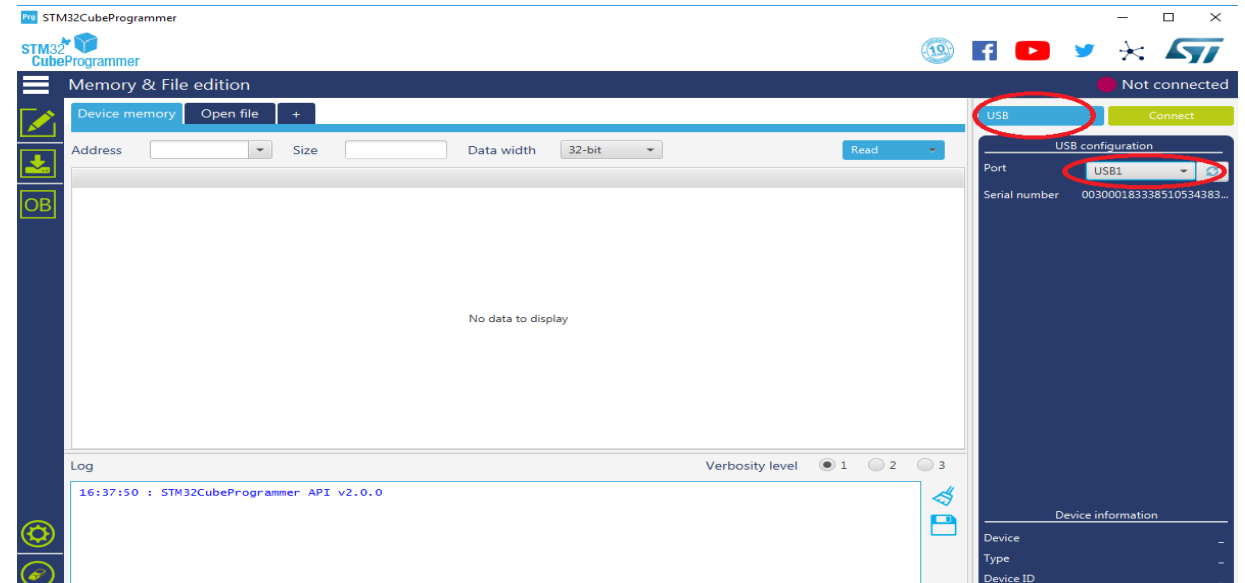 Prg STM32CubeProgrammer
STM32
CubeProgrammer
10
Memory & File edition
Not connected
Device memory Open file +
USB Connect
Address Size Data width 32-bit Read
USB configuration
Port USB1
Serial number 003000183338510534383...
OB
No data to display
Log Verbosity level 1 2 3
16:37:50 : STM32CubeProgrammer API v2.0.0
Device information
Device _
Type _
Device ID